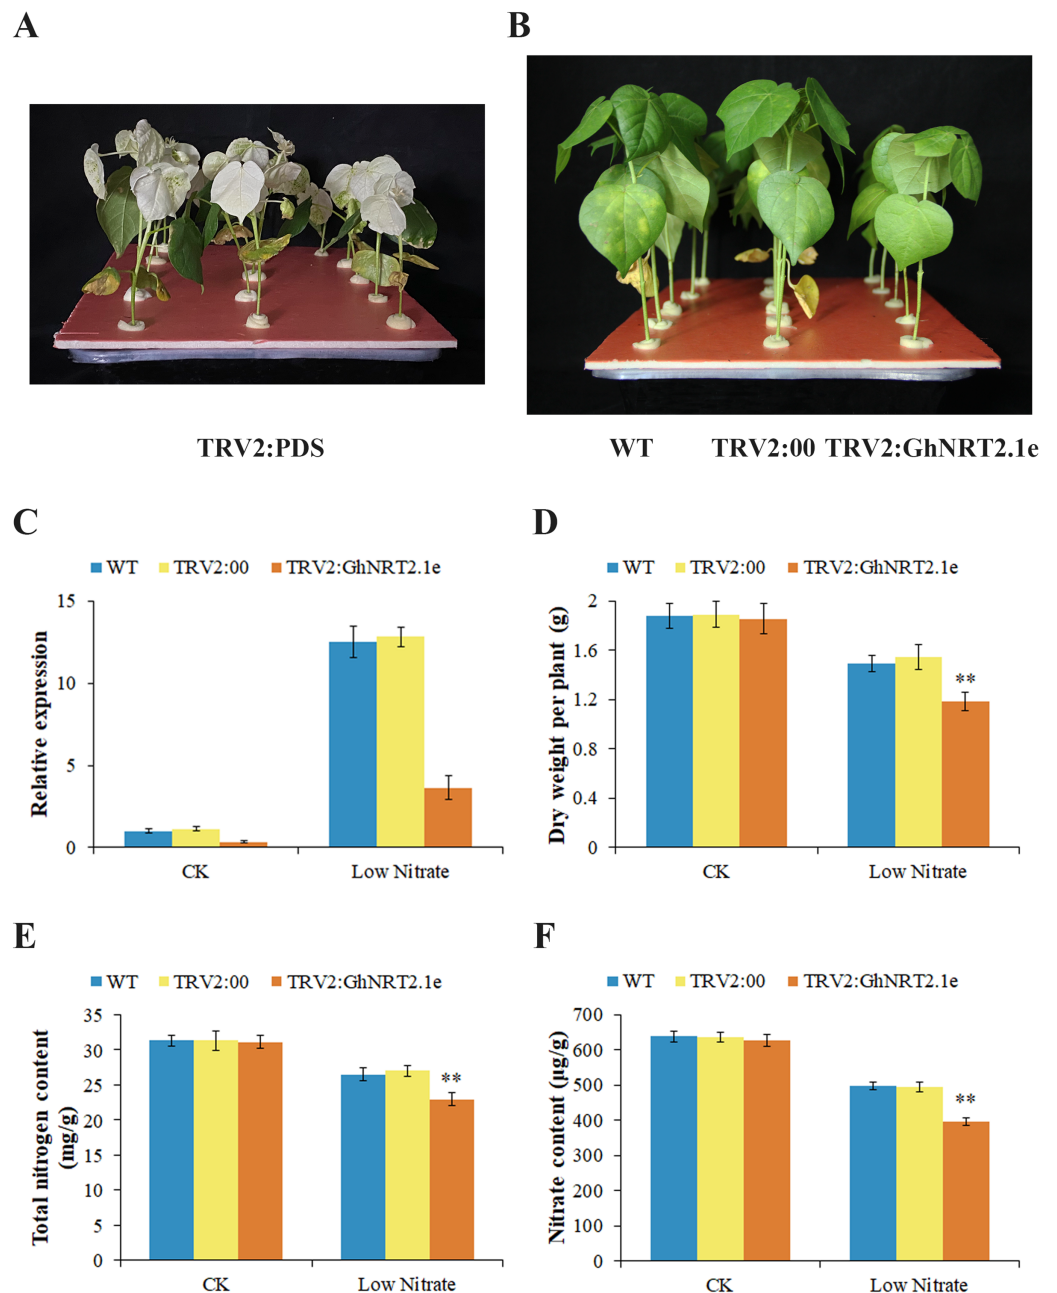 A
B
TRV2:PDS
WT TRV2:00 TRV2:GhNRT2.1e
C
WT TRV2:00 TRV2:GhNRT2.1e
Relative expression
15
10
5
0
CK Low Nitrate
D
WT TRV2:00 TRV2:GhNRT2.1e
Dry weight per plant (g)
2
1.6
1.2
0.8
0.4
0
**
CK Low Nitrate
E
WT TRV2:00 TRV2:GhNRT2.1e
Total nitrogen content
(mg/g)
35
30
25
20
15
10
5
0
**
CK Low Nitrate
F
WT TRV2:00 TRV2:GhNRT2.1e
Nitrate content (μg/g)
700
600
500
400
300
200
100
0
**
CK Low Nitrate